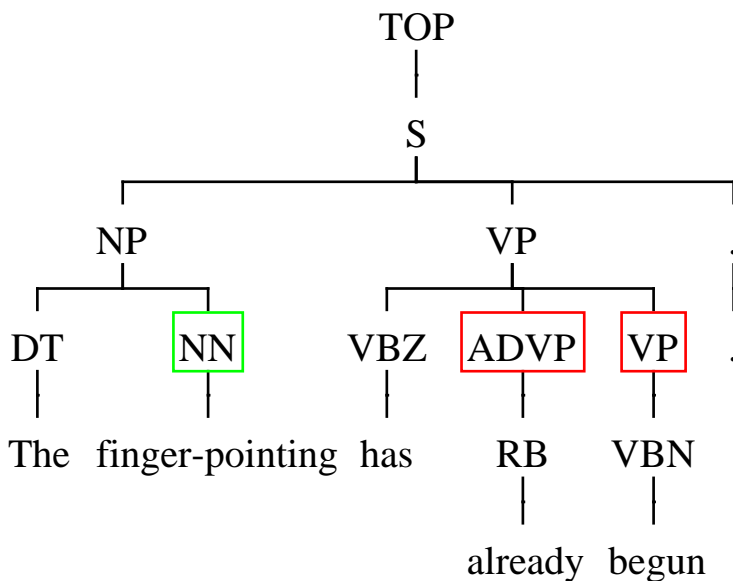 TOP
S
NP VP .
DT NN VBZ ADVP VP .
The finger-pointing has RB VBN
already begun